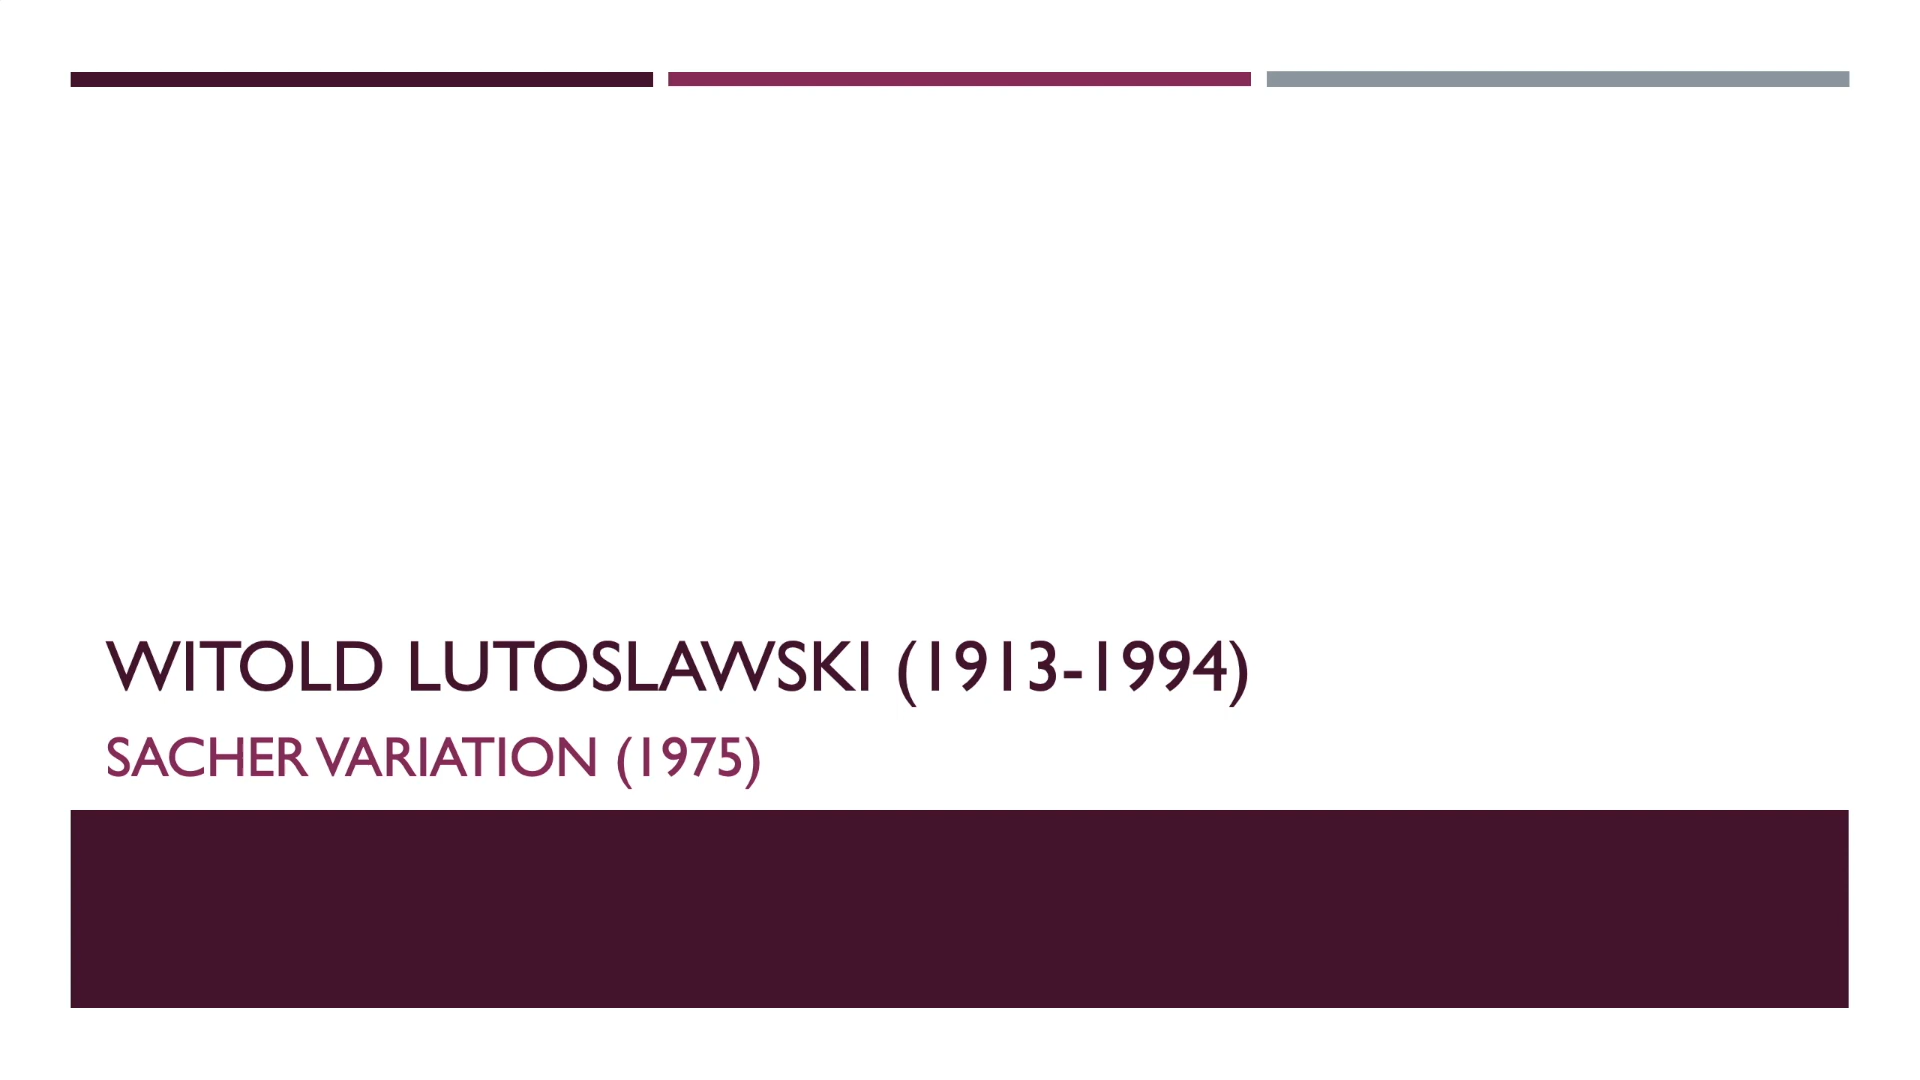 WITOLD LUTOSLAWSKI (1913-1994)
SACHER VARIATION (1975)